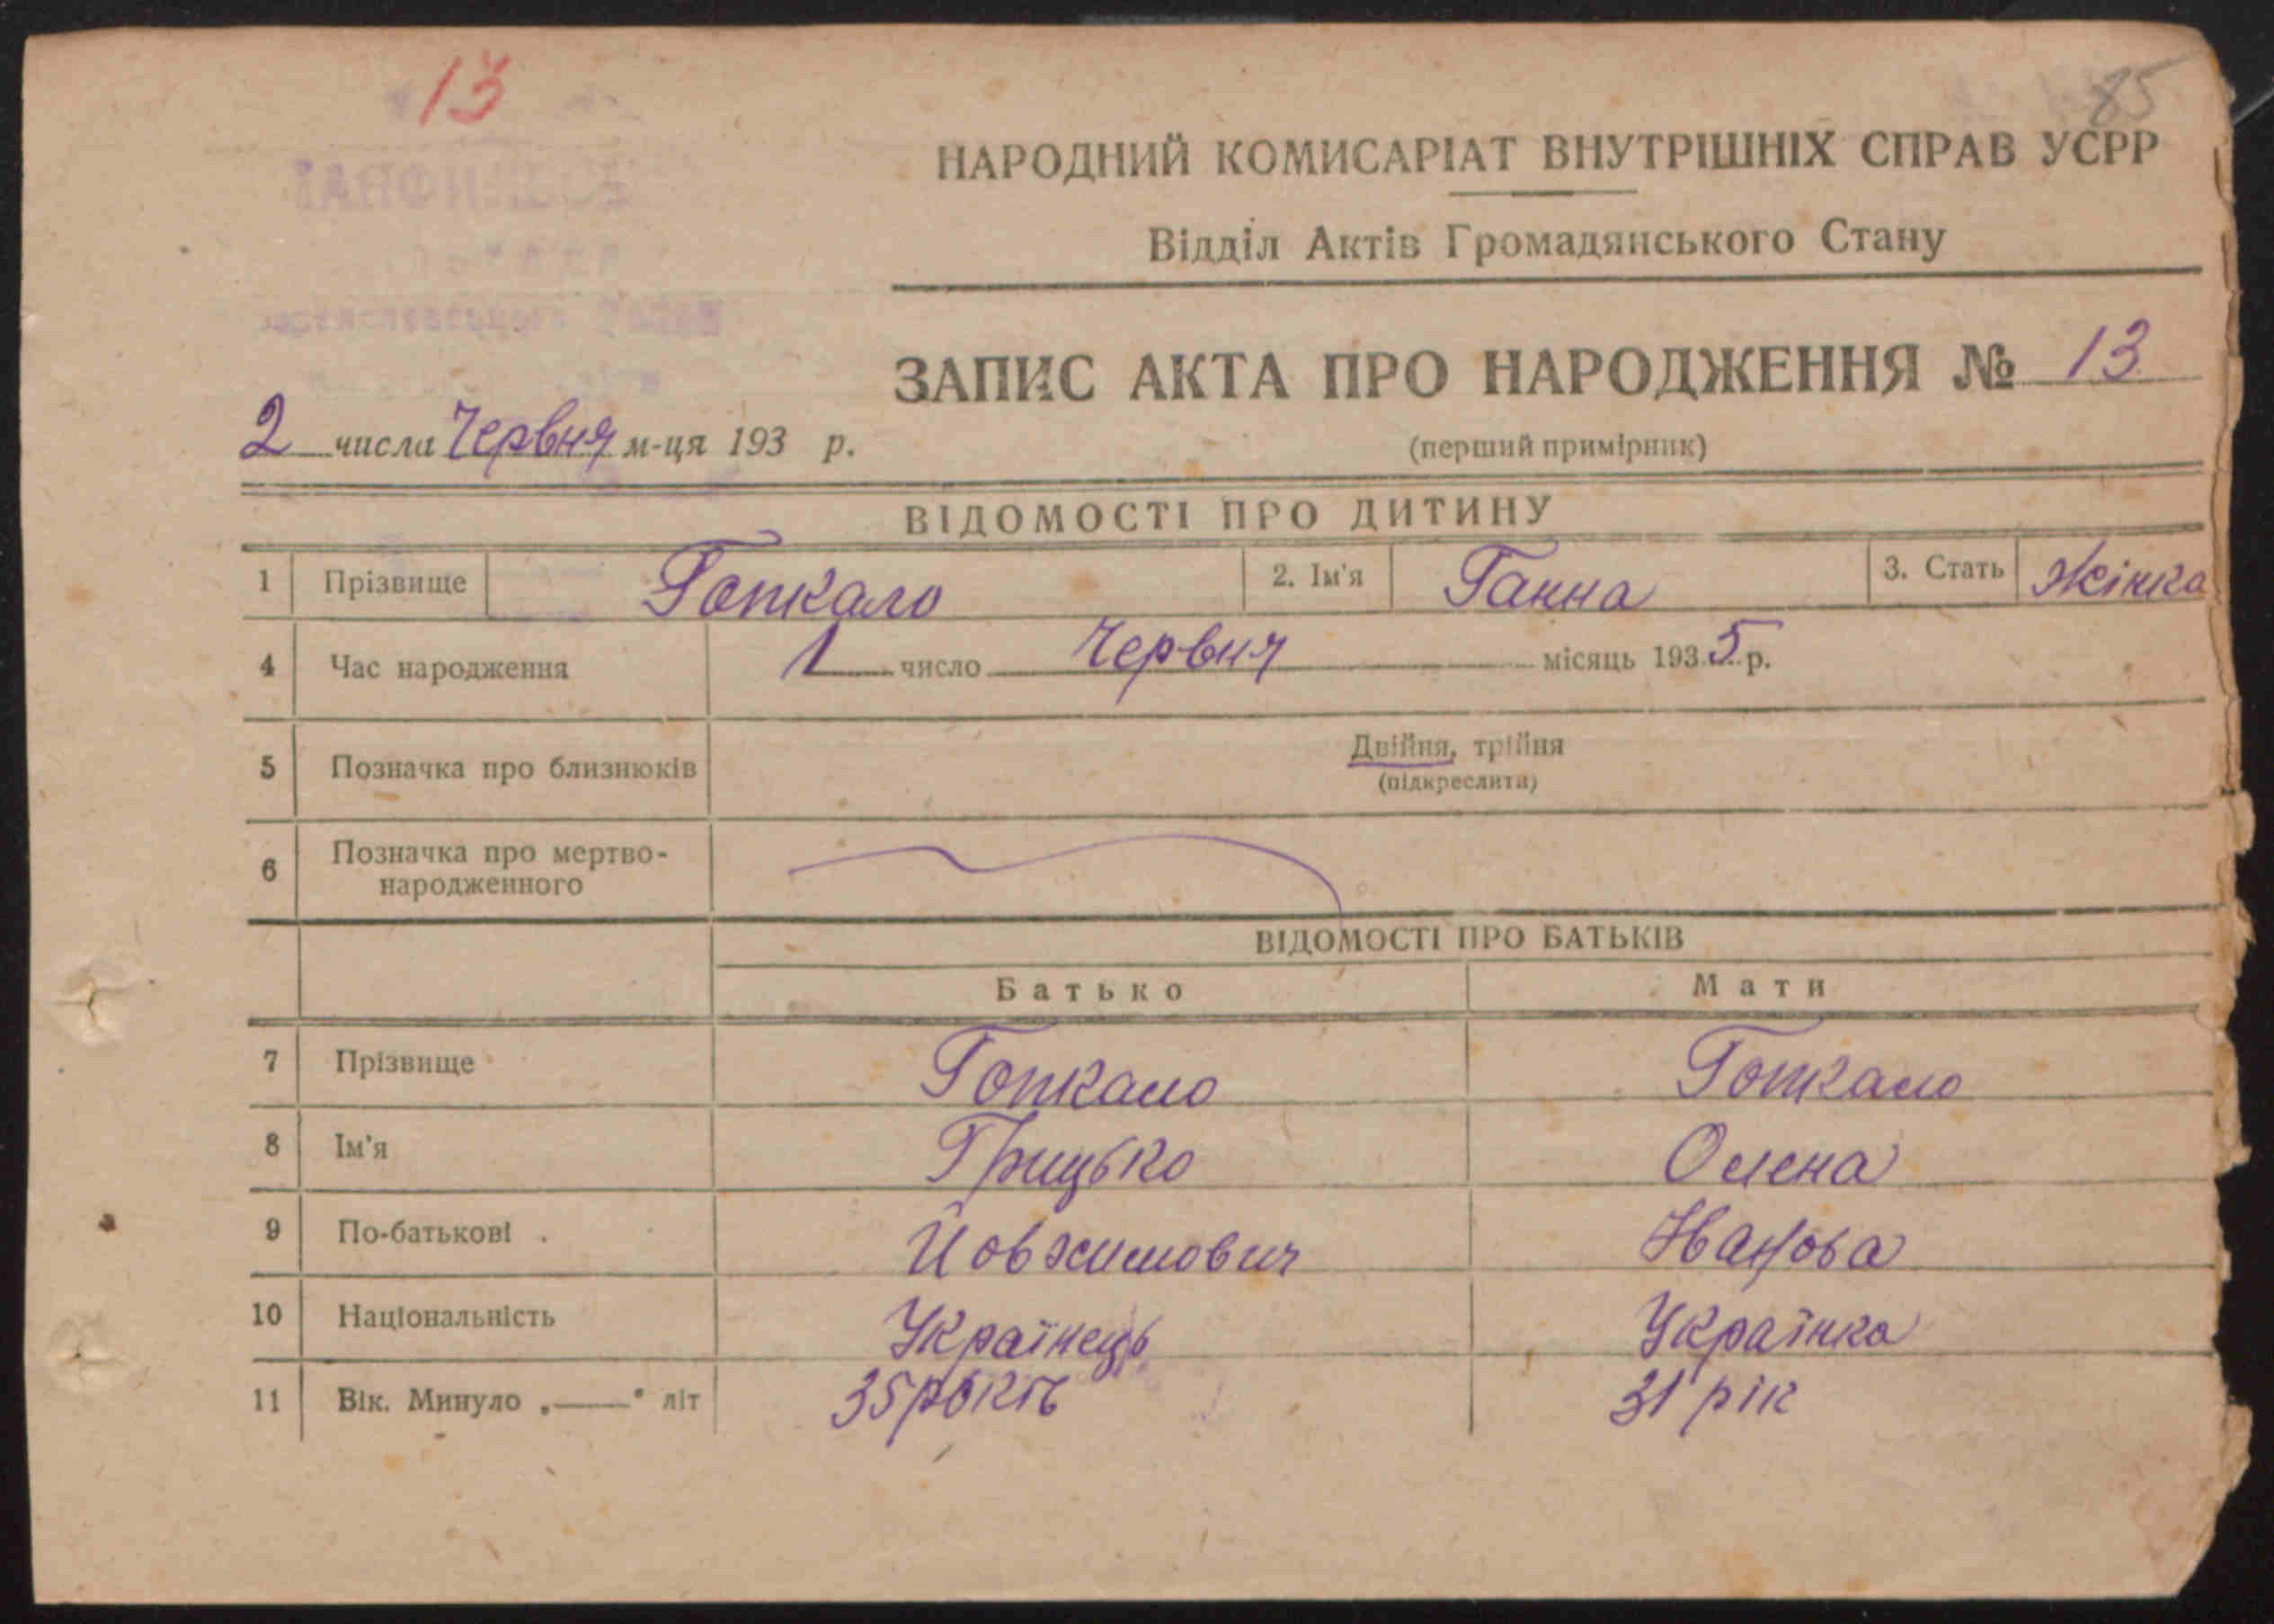 13
85
НАРОДНИЙ КОМИСАРІАТ ВНУТРІШНІХ СПРАВ УСРР
Відділ Актів Громадянського Стану
ЗАПИС АКТА ПРО НАРОДЖЕННЯ № 13
2 числа Червня м-ця 193 р.
(перший примірник)
ВІДОМОСТІ ПРО ДИТИНУ
1 Прізвище Гопкало 2. Ім'я Ганна 3. Стать жінка
4 Час народження 1 число Червня місяць 1935 р.
5 Позначка про близнюків Двійня, трійня
(підкреслити)
6 Позначка про мертво-
народженного
ВІДОМОСТІ ПРО БАТЬКІВ
Батько Мати
7 Прізвище Гопкало Гопкало
8 Ім'я Грицько Олена
9 По-батькові Йовхимович Іванова
10 Національність Українець Українка
11 Вік. Минуло „——" літ 35 років 31 рік